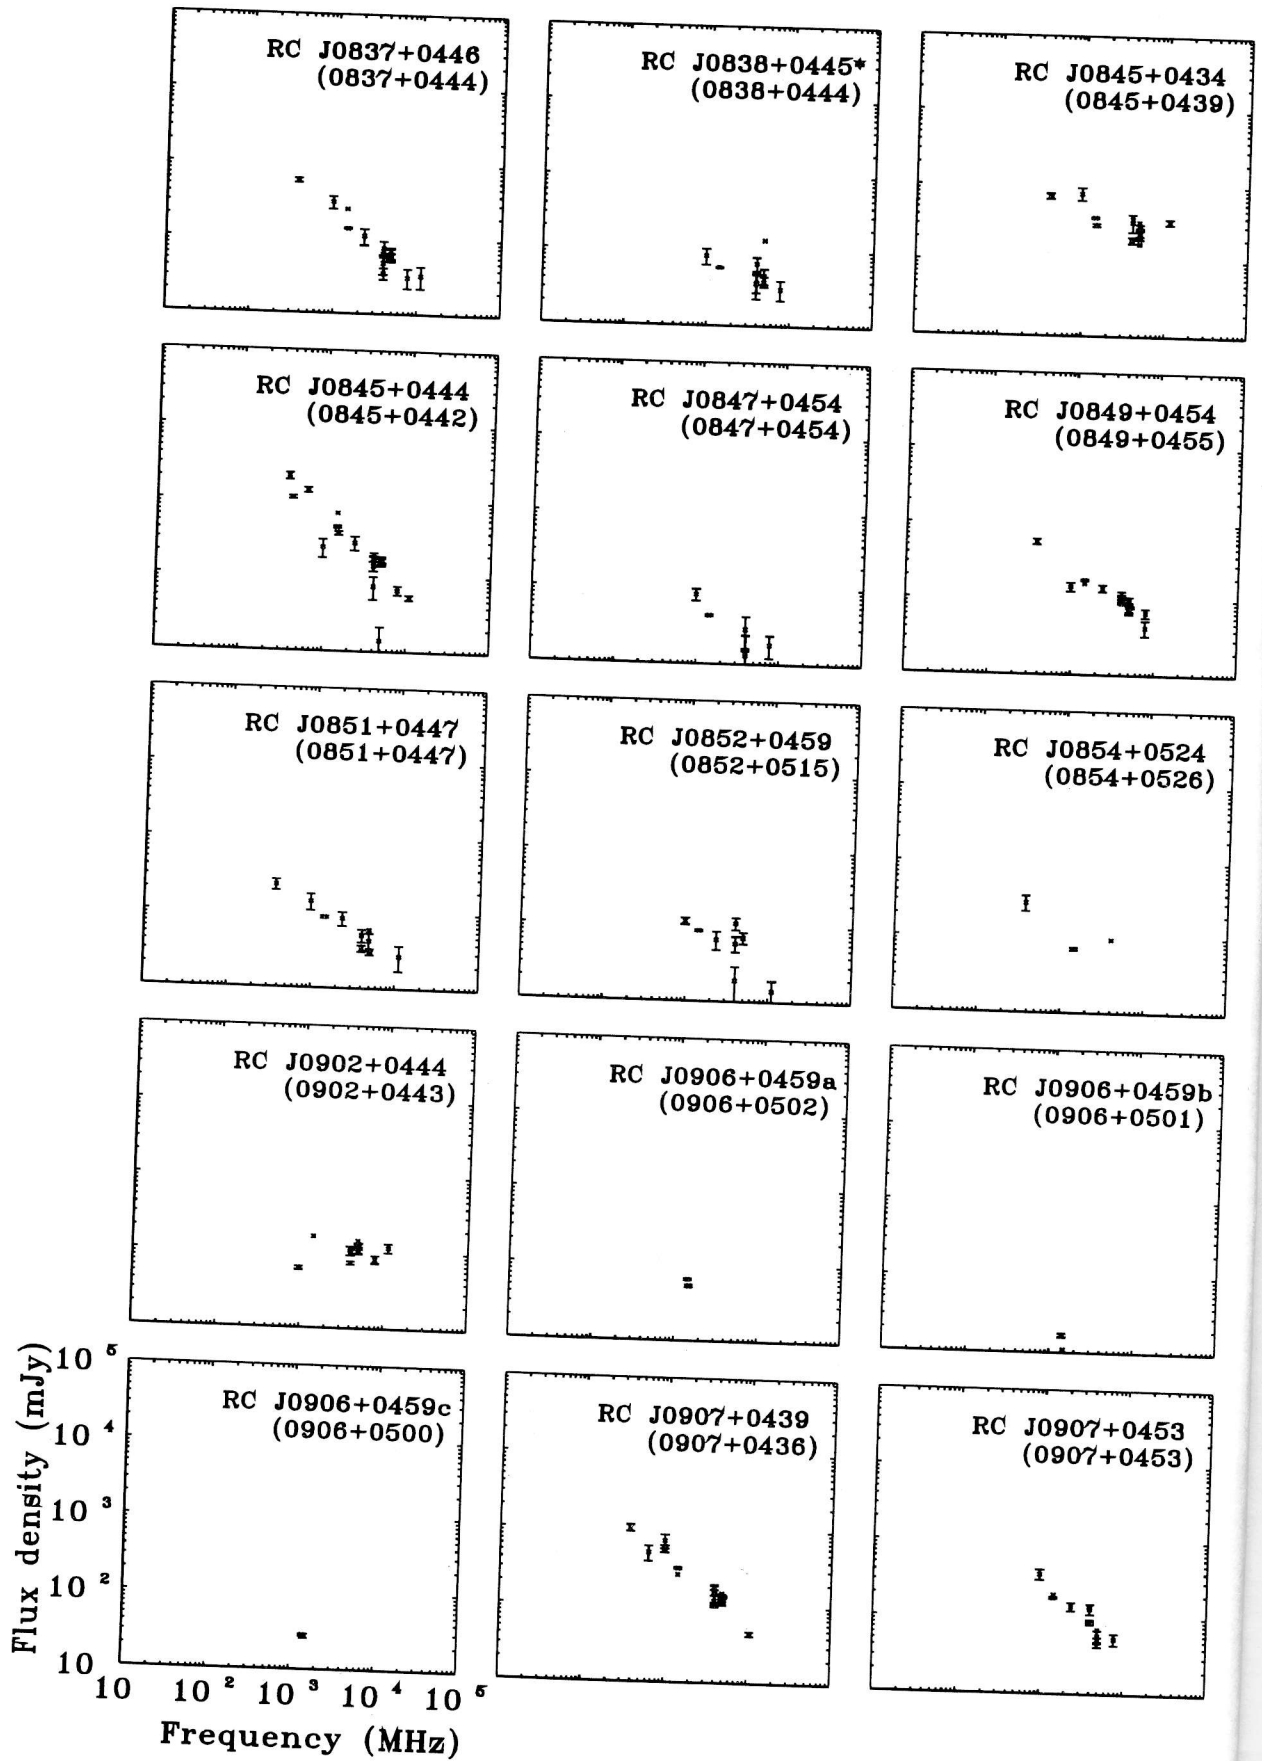 RC J0837+0446
(0837+0444)
RC J0838+0445*
(0838+0444)
RC J0845+0434
(0845+0439)
RC J0845+0444
(0845+0442)
RC J0847+0454
(0847+0454)
RC J0849+0454
(0849+0455)
RC J0851+0447
(0851+0447)
RC J0852+0459
(0852+0515)
RC J0854+0524
(0854+0526)
RC J0902+0444
(0902+0443)
RC J0906+0459a
(0906+0502)
RC J0906+0459b
(0906+0501)
RC J0906+0459c
(0906+0500)
RC J0907+0439
(0907+0436)
RC J0907+0453
(0907+0453)
Flux density (mJy)
10 5
10 4
10 3
10 2
10
10 10 2 10 3 10 4 10 5
Frequency (MHz)